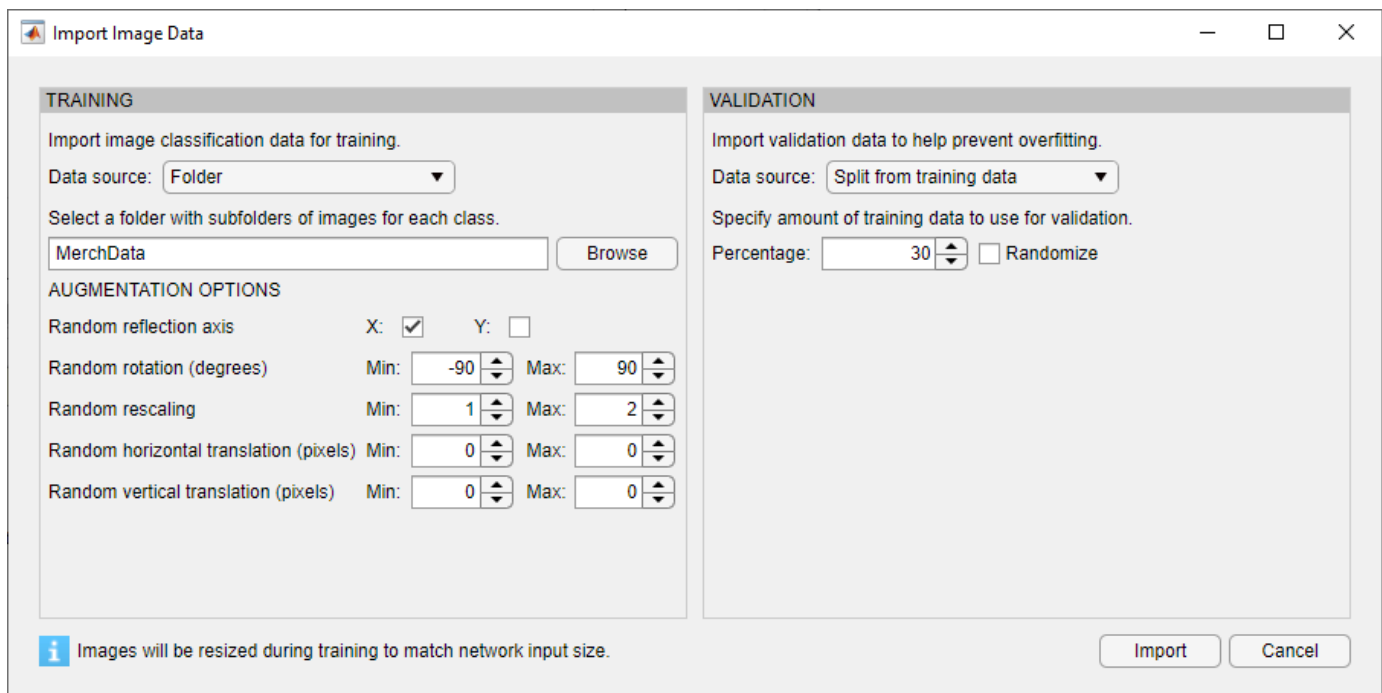 Import Image Data
TRAINING
Import image classification data for training.
Data source: Folder
Select a folder with subfolders of images for each class.
MerchData Browse
AUGMENTATION OPTIONS
Random reflection axis X: Y:
Random rotation (degrees) Min: -90 Max: 90
Random rescaling Min: 1 Max: 2
Random horizontal translation (pixels) Min: 0 Max: 0
Random vertical translation (pixels) Min: 0 Max: 0
VALIDATION
Import validation data to help prevent overfitting.
Data source: Split from training data
Specify amount of training data to use for validation.
Percentage: 30 Randomize
Images will be resized during training to match network input size.
Import Cancel